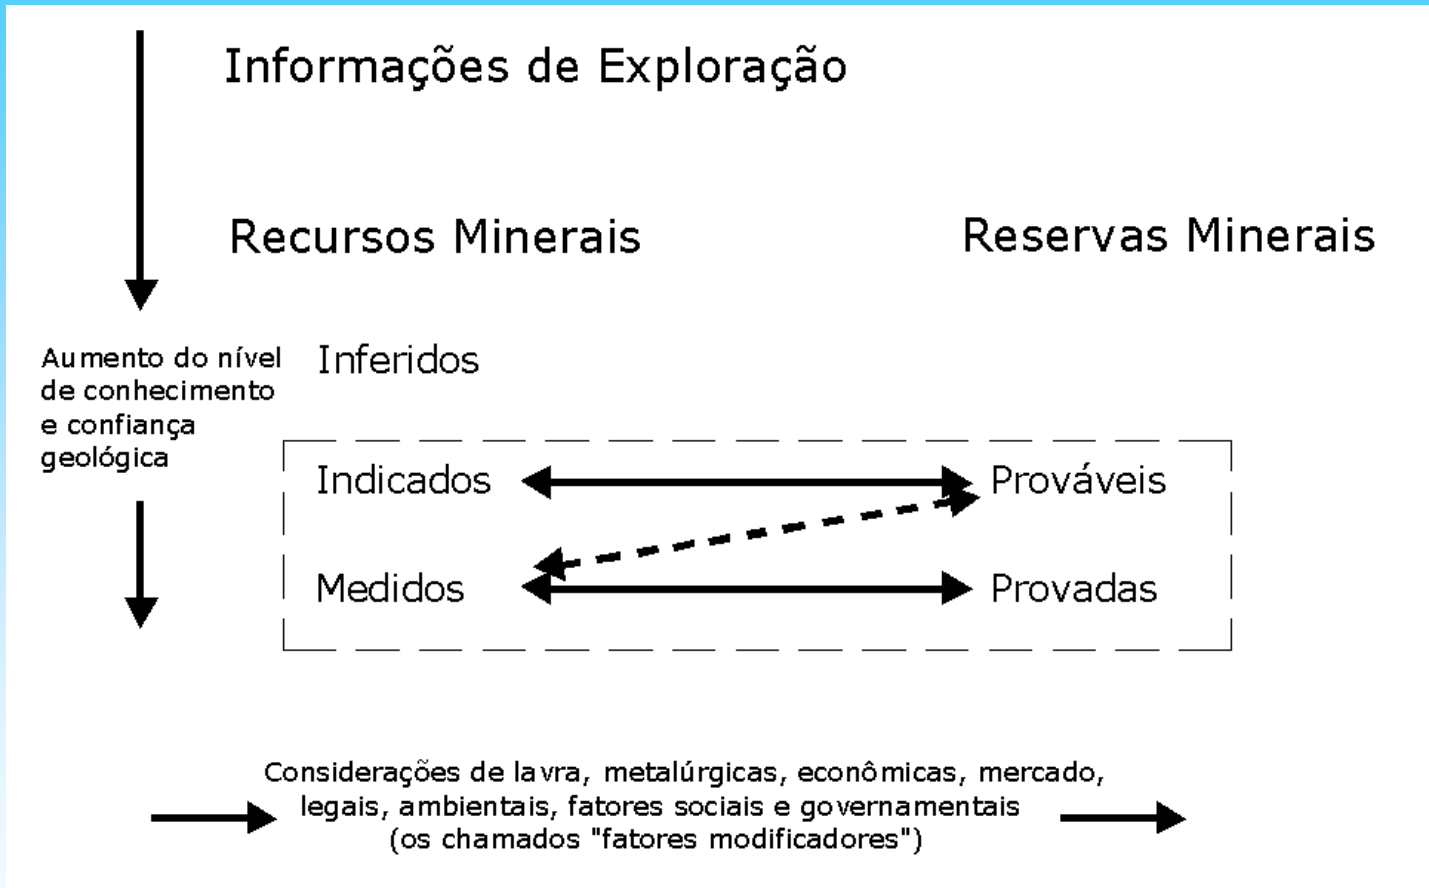 Informações de Exploração
Recursos Minerais
Reservas Minerais
Aumento do nível
de conhecimento
e confiança
geológica
Inferidos
Indicados
Prováveis
Medidos
Provadas
Considerações de lavra, metalúrgicas, econômicas, mercado,
legais, ambientais, fatores sociais e governamentais
(os chamados "fatores modificadores")